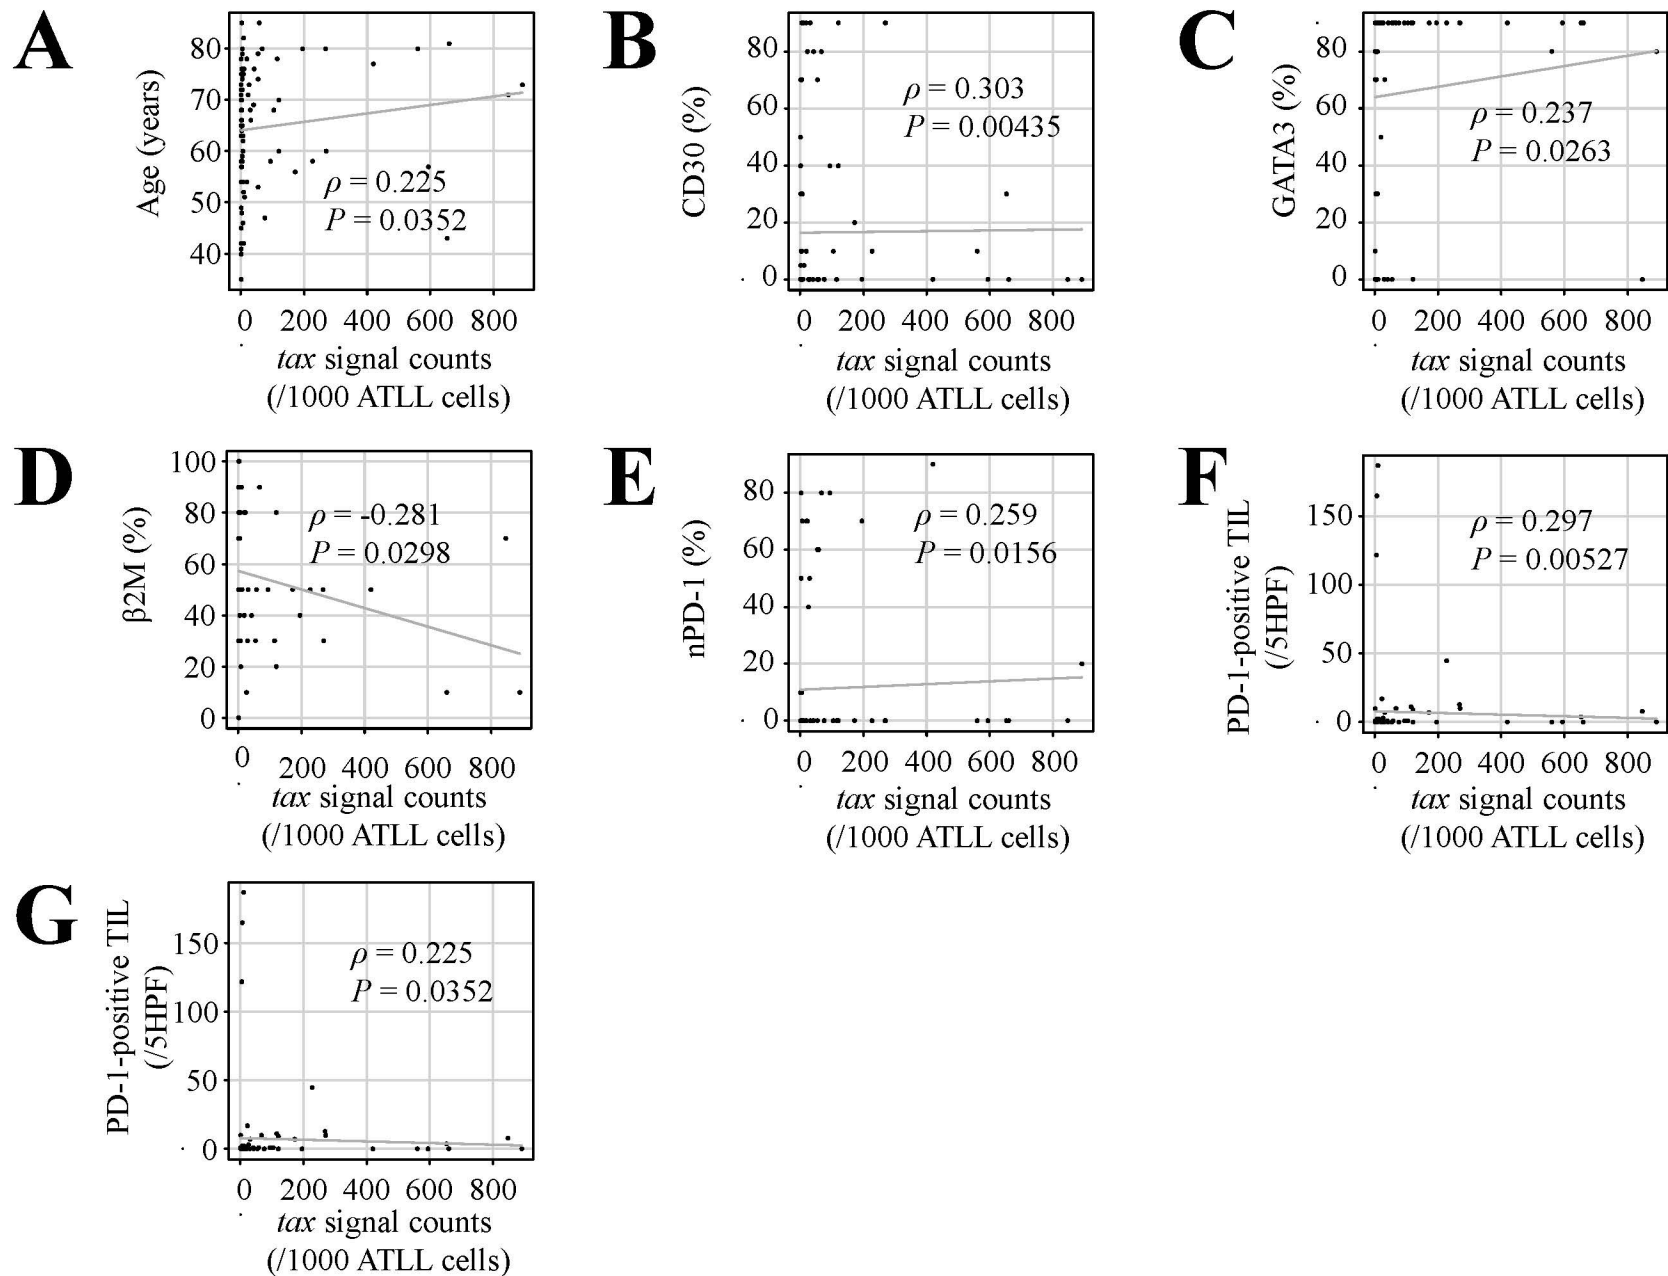 A
Age (years)
80
70
60
50
40
ρ = 0.225
P = 0.0352
0 200 400 600 800
tax signal counts
(/1000 ATLL cells)
B
CD30 (%)
80
60
40
20
0
ρ = 0.303
P = 0.00435
0 200 400 600 800
tax signal counts
(/1000 ATLL cells)
C
GATA3 (%)
80
60
40
20
0
ρ = 0.237
P = 0.0263
0 200 400 600 800
tax signal counts
(/1000 ATLL cells)
D
β2M (%)
100
80
60
40
20
0
ρ = -0.281
P = 0.0298
0 200 400 600 800
tax signal counts
(/1000 ATLL cells)
E
nPD-1 (%)
80
60
40
20
0
ρ = 0.259
P = 0.0156
0 200 400 600 800
tax signal counts
(/1000 ATLL cells)
F
PD-1-positive TIL
(/5HPF)
150
100
50
0
ρ = 0.297
P = 0.00527
0 200 400 600 800
tax signal counts
(/1000 ATLL cells)
G
PD-1-positive TIL
(/5HPF)
150
100
50
0
ρ = 0.225
P = 0.0352
0 200 400 600 800
tax signal counts
(/1000 ATLL cells)